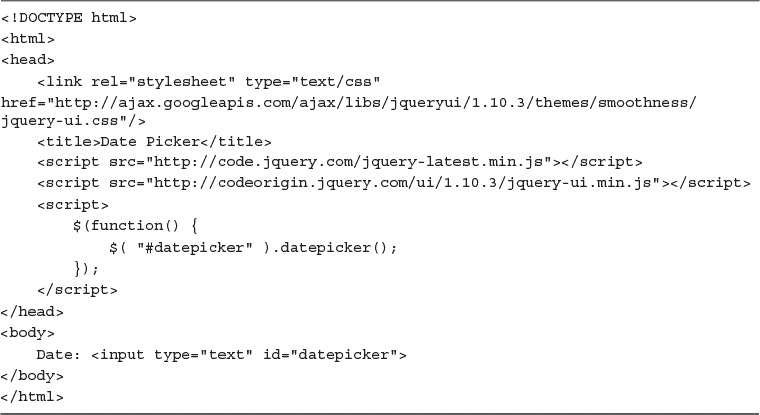 <!DOCTYPE html>
<html>
<head>
    <link rel="stylesheet" type="text/css"
href="http://ajax.googleapis.com/ajax/libs/jqueryui/1.10.3/themes/smoothness/
jquery-ui.css"/>
    <title>Date Picker</title>
    <script src="http://code.jquery.com/jquery-latest.min.js"></script>
    <script src="http://codeorigin.jquery.com/ui/1.10.3/jquery-ui.min.js"></script>
    <script>
        $(function() {
            $( "#datepicker" ).datepicker();
        });
    </script>
</head>
<body>
    Date: <input type="text" id="datepicker">
</body>
</html>